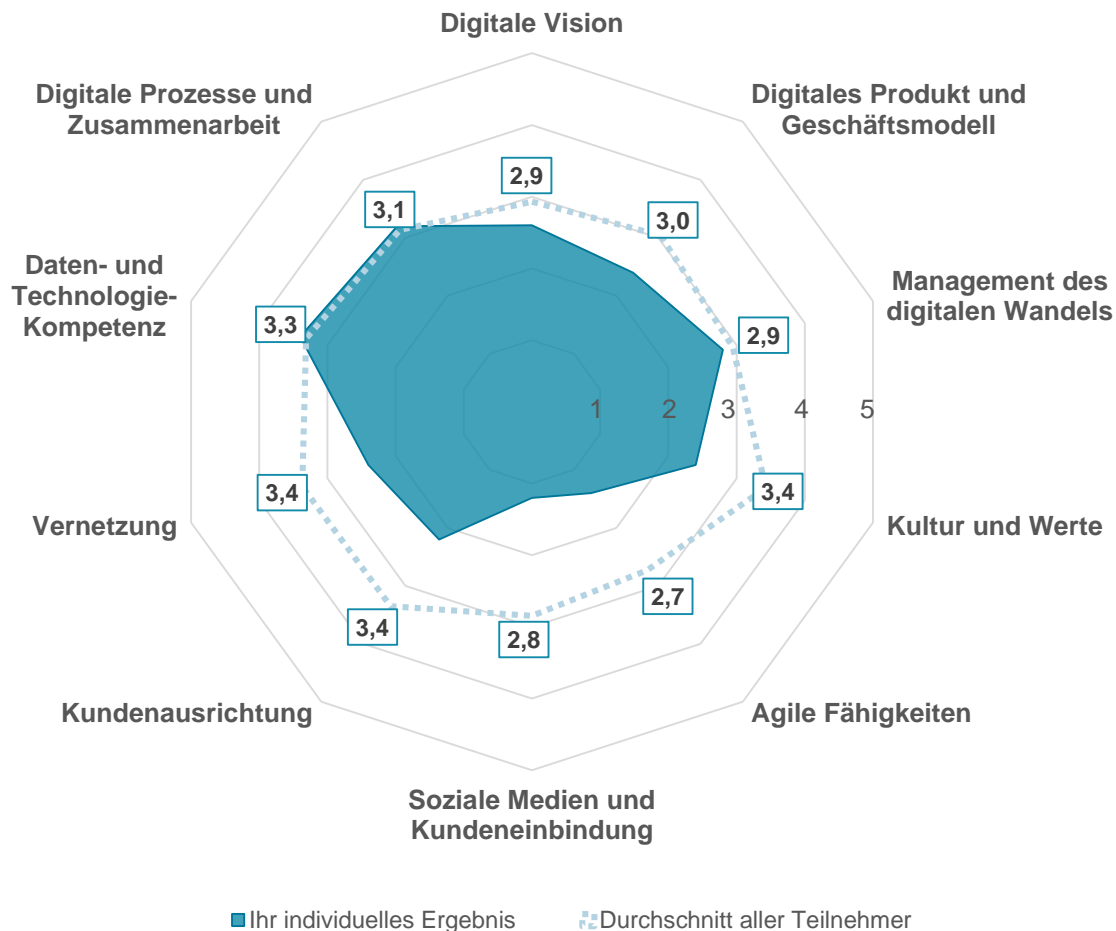 Digitale Vision
Digitale Prozesse und
Zusammenarbeit
Digitales Produkt und
Geschäftsmodell
2,9
3,1
3,0
Daten- und
Technologie-
Kompetenz
Management des
digitalen Wandels
3,3
2,9
1 2 3 4 5
3,4
3,4
Vernetzung
Kultur und Werte
2,7
3,4
2,8
Kundenausrichtung
Agile Fähigkeiten
Soziale Medien und
Kundeneinbindung
Ihr individuelles Ergebnis
Durchschnitt aller Teilnehmer